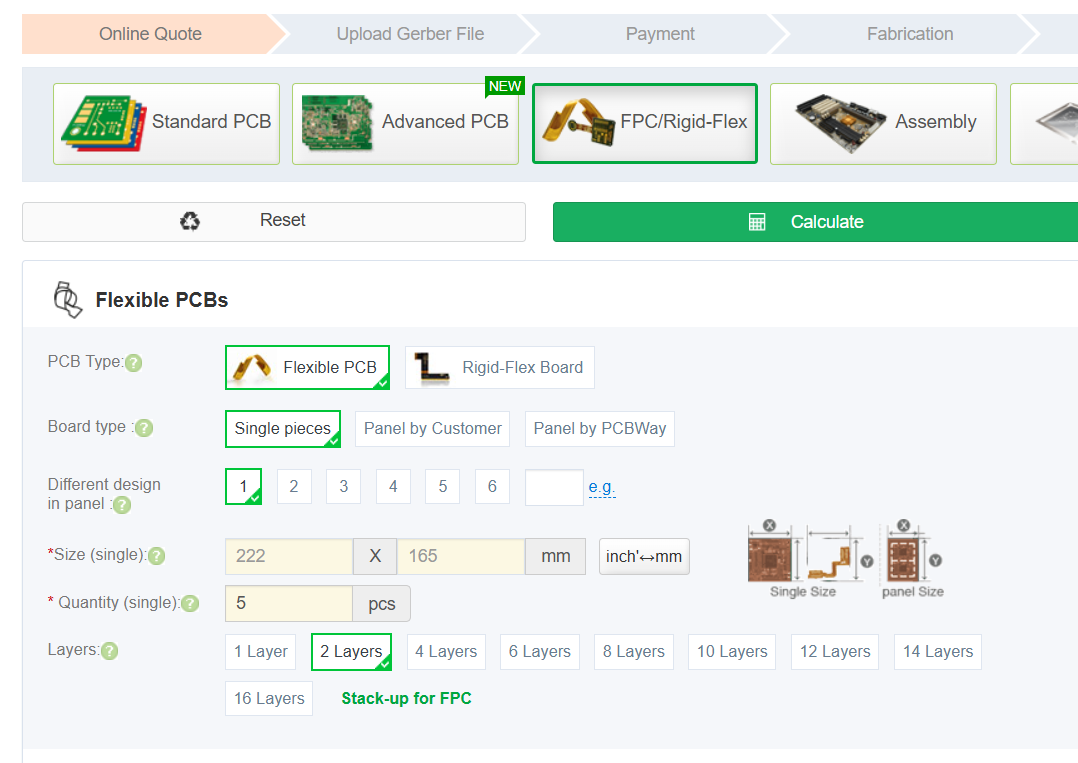 Online Quote Upload Gerber File Payment Fabrication
NEW
Standard PCB Advanced PCB FPC/Rigid-Flex Assembly
Reset Calculate
Flexible PCBs
PCB Type: ? Flexible PCB Rigid-Flex Board
Board type : ? Single pieces Panel by Customer Panel by PCBWay
Different design
in panel : ? 1 2 3 4 5 6 e.g.
*Size (single): ? 222 X 165 mm inch'↔mm
X Y X Y
Single Size panel Size
* Quantity (single): ? 5 pcs
Layers: ? 1 Layer 2 Layers 4 Layers 6 Layers 8 Layers 10 Layers 12 Layers 14 Layers
16 Layers Stack-up for FPC